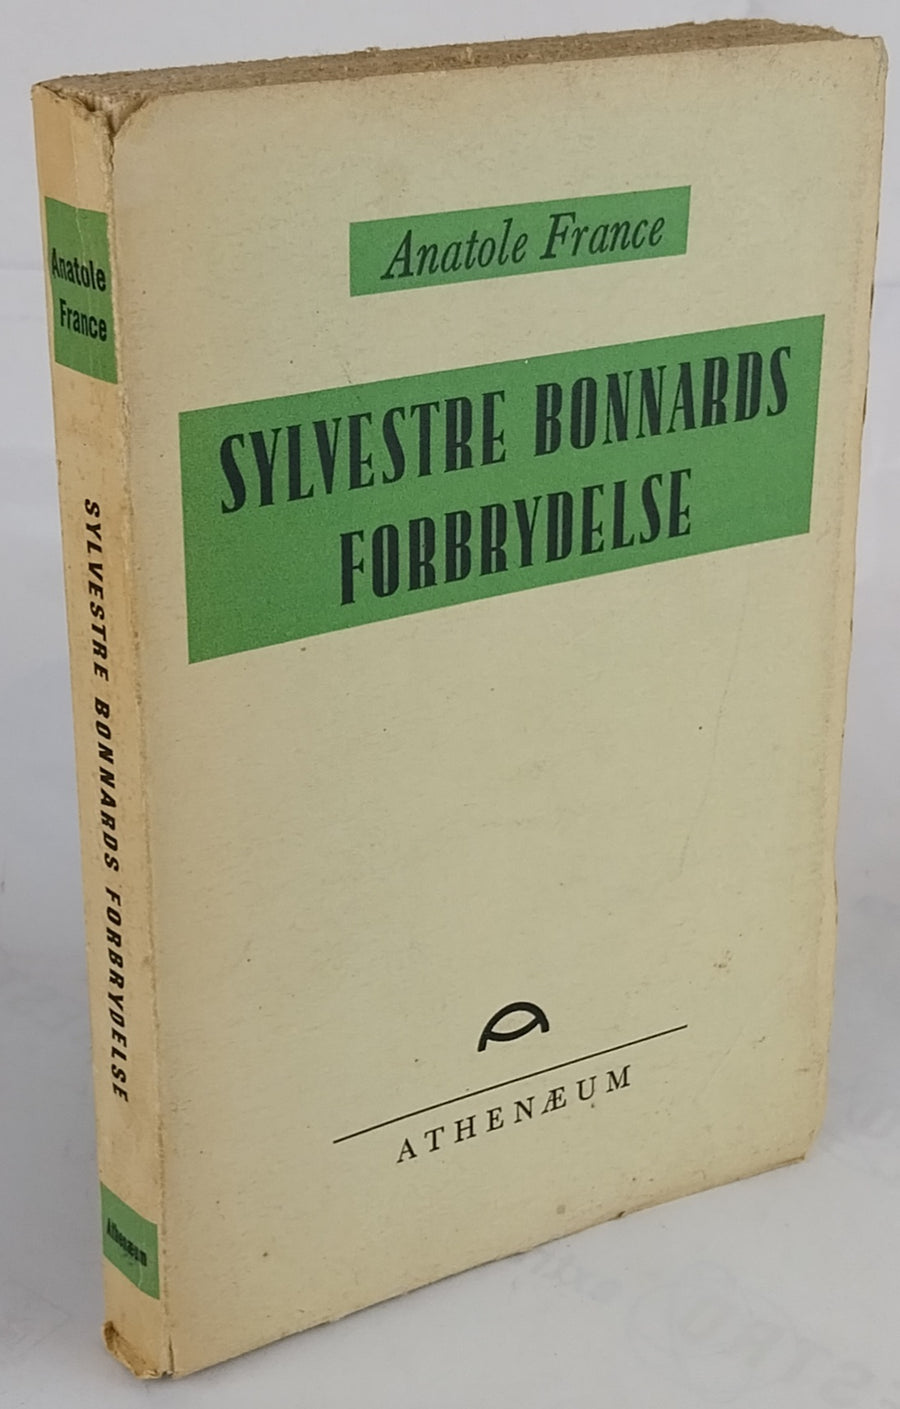 Anatole France
SYLVESTRE BONNARDS
FORBRYDELSE
ATHENÆUM
Anatole
France
SYLVESTRE BONNARDS FORBRYDELSE
Athenæum